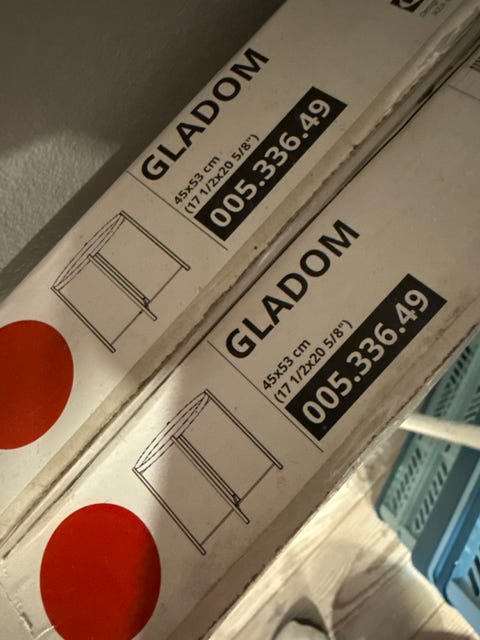 GLADOM
45x53 cm
(17 1/2x20 5/8")
005.336.49
GLADOM
45x53 cm
(17 1/2x20 5/8")
005.336.49